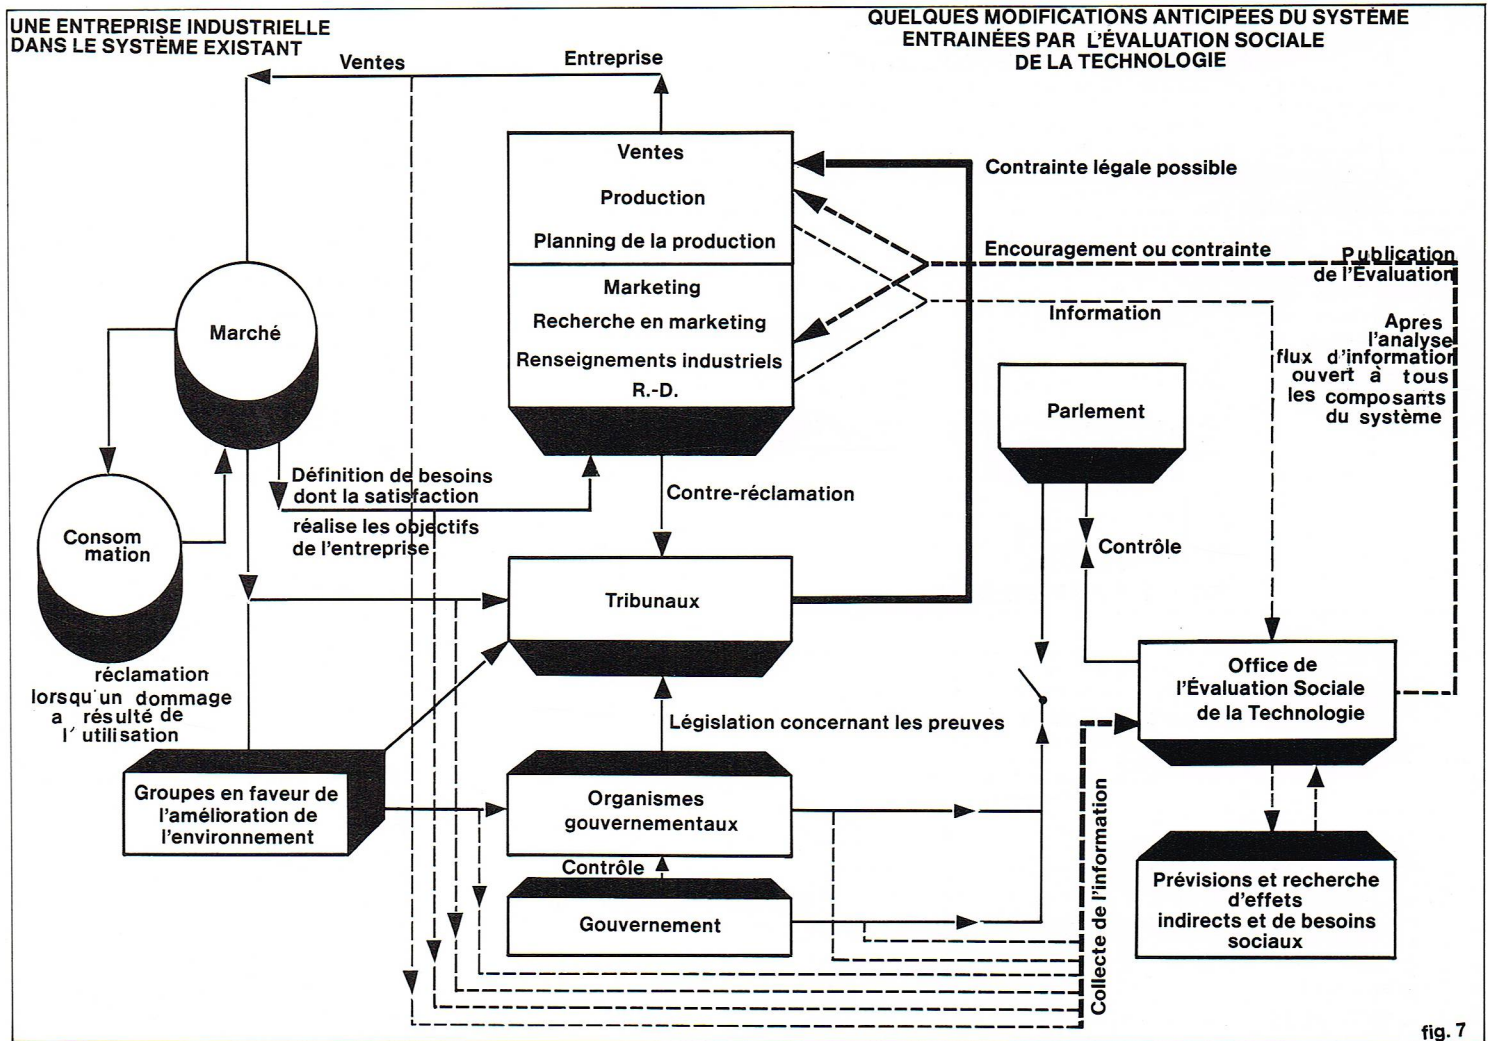 UNE ENTREPRISE INDUSTRIELLE
DANS LE SYSTÈME EXISTANT
QUELQUES MODIFICATIONS ANTICIPÉES DU SYSTÈME
ENTRAINÉES PAR L'ÉVALUATION SOCIALE
DE LA TECHNOLOGIE
Ventes
Entreprise
Ventes
Production
Planning de la production
Marketing
Recherche en marketing
Renseignements industriels
R.-D.
Contrainte légale possible
Encouragement ou contrainte
Publication
de l'Évaluation
Information
Apres
l'analyse
flux d'information
ouvert à tous
les composants
du système
Marché
Parlement
Consom
mation
Définition de besoins
dont la satisfaction
réalise les objectifs
de l'entreprise
Contre-réclamation
Contrôle
Tribunaux
réclamation
lorsqu'un dommage
a résulté de
l'utilisation
Office de
l'Évaluation Sociale
de la Technologie
Législation concernant les preuves
Groupes en faveur de
l'amélioration de
l'environnement
Organismes
gouvernementaux
Contrôle
Gouvernement
Collecte de l'information
Prévisions et recherche
d'effets
indirects et de besoins
sociaux
fig. 7